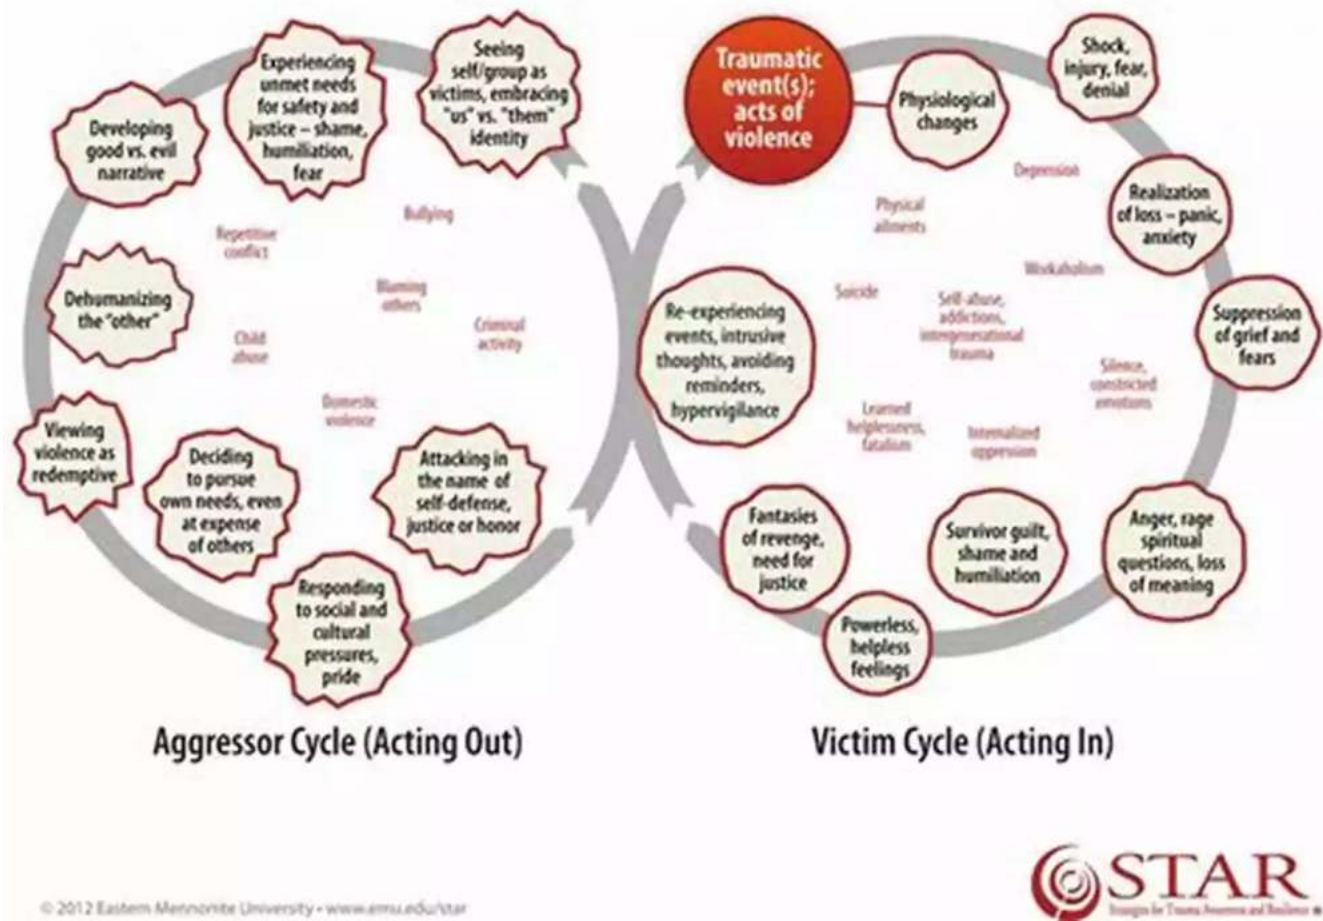 Seeing
self/group as
victims, embracing
"us" vs. "them"
identity
Experiencing
unmet needs
for safety and
justice – shame,
humiliation,
fear
Developing
good vs. evil
narrative
Dehumanizing
the "other"
Viewing
violence as
redemptive
Deciding
to pursue
own needs, even
at expense
of others
Responding
to social and
cultural
pressures,
pride
Attacking in
the name of
self-defense,
justice or honor
Bullying
Repetitive
conflict
Blaming
others
Criminal
activity
Child
abuse
Domestic
violence
Aggressor Cycle (Acting Out)
Traumatic
event(s);
acts of
violence
Physiological
changes
Shock,
injury, fear,
denial
Realization
of loss – panic,
anxiety
Suppression
of grief and
fears
Anger, rage
spiritual
questions, loss
of meaning
Survivor guilt,
shame and
humiliation
Powerless,
helpless
feelings
Fantasies
of revenge,
need for
justice
Re-experiencing
events, intrusive
thoughts, avoiding
reminders,
hypervigilance
Depression
Physical
ailments
Workaholism
Suicide
Self-abuse,
addictions,
intergenerational
trauma
Silence,
constricted
emotions
Learned
helplessness,
fatalism
Internalized
oppression
Victim Cycle (Acting In)
STAR
Strategies for Trauma Awareness and Resilience
© 2012 Eastern Mennonite University • www.emu.edu/star